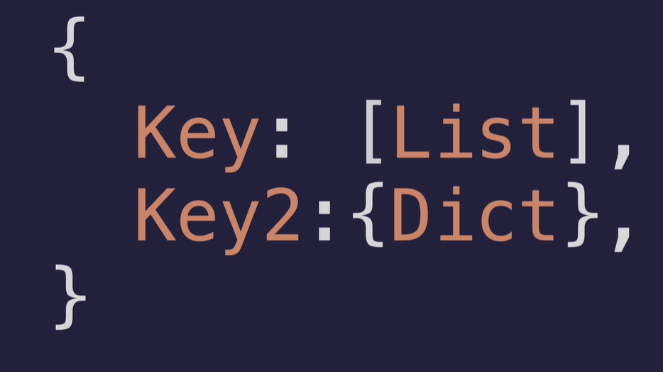 {
Key: [List],
Key2:{Dict},
}